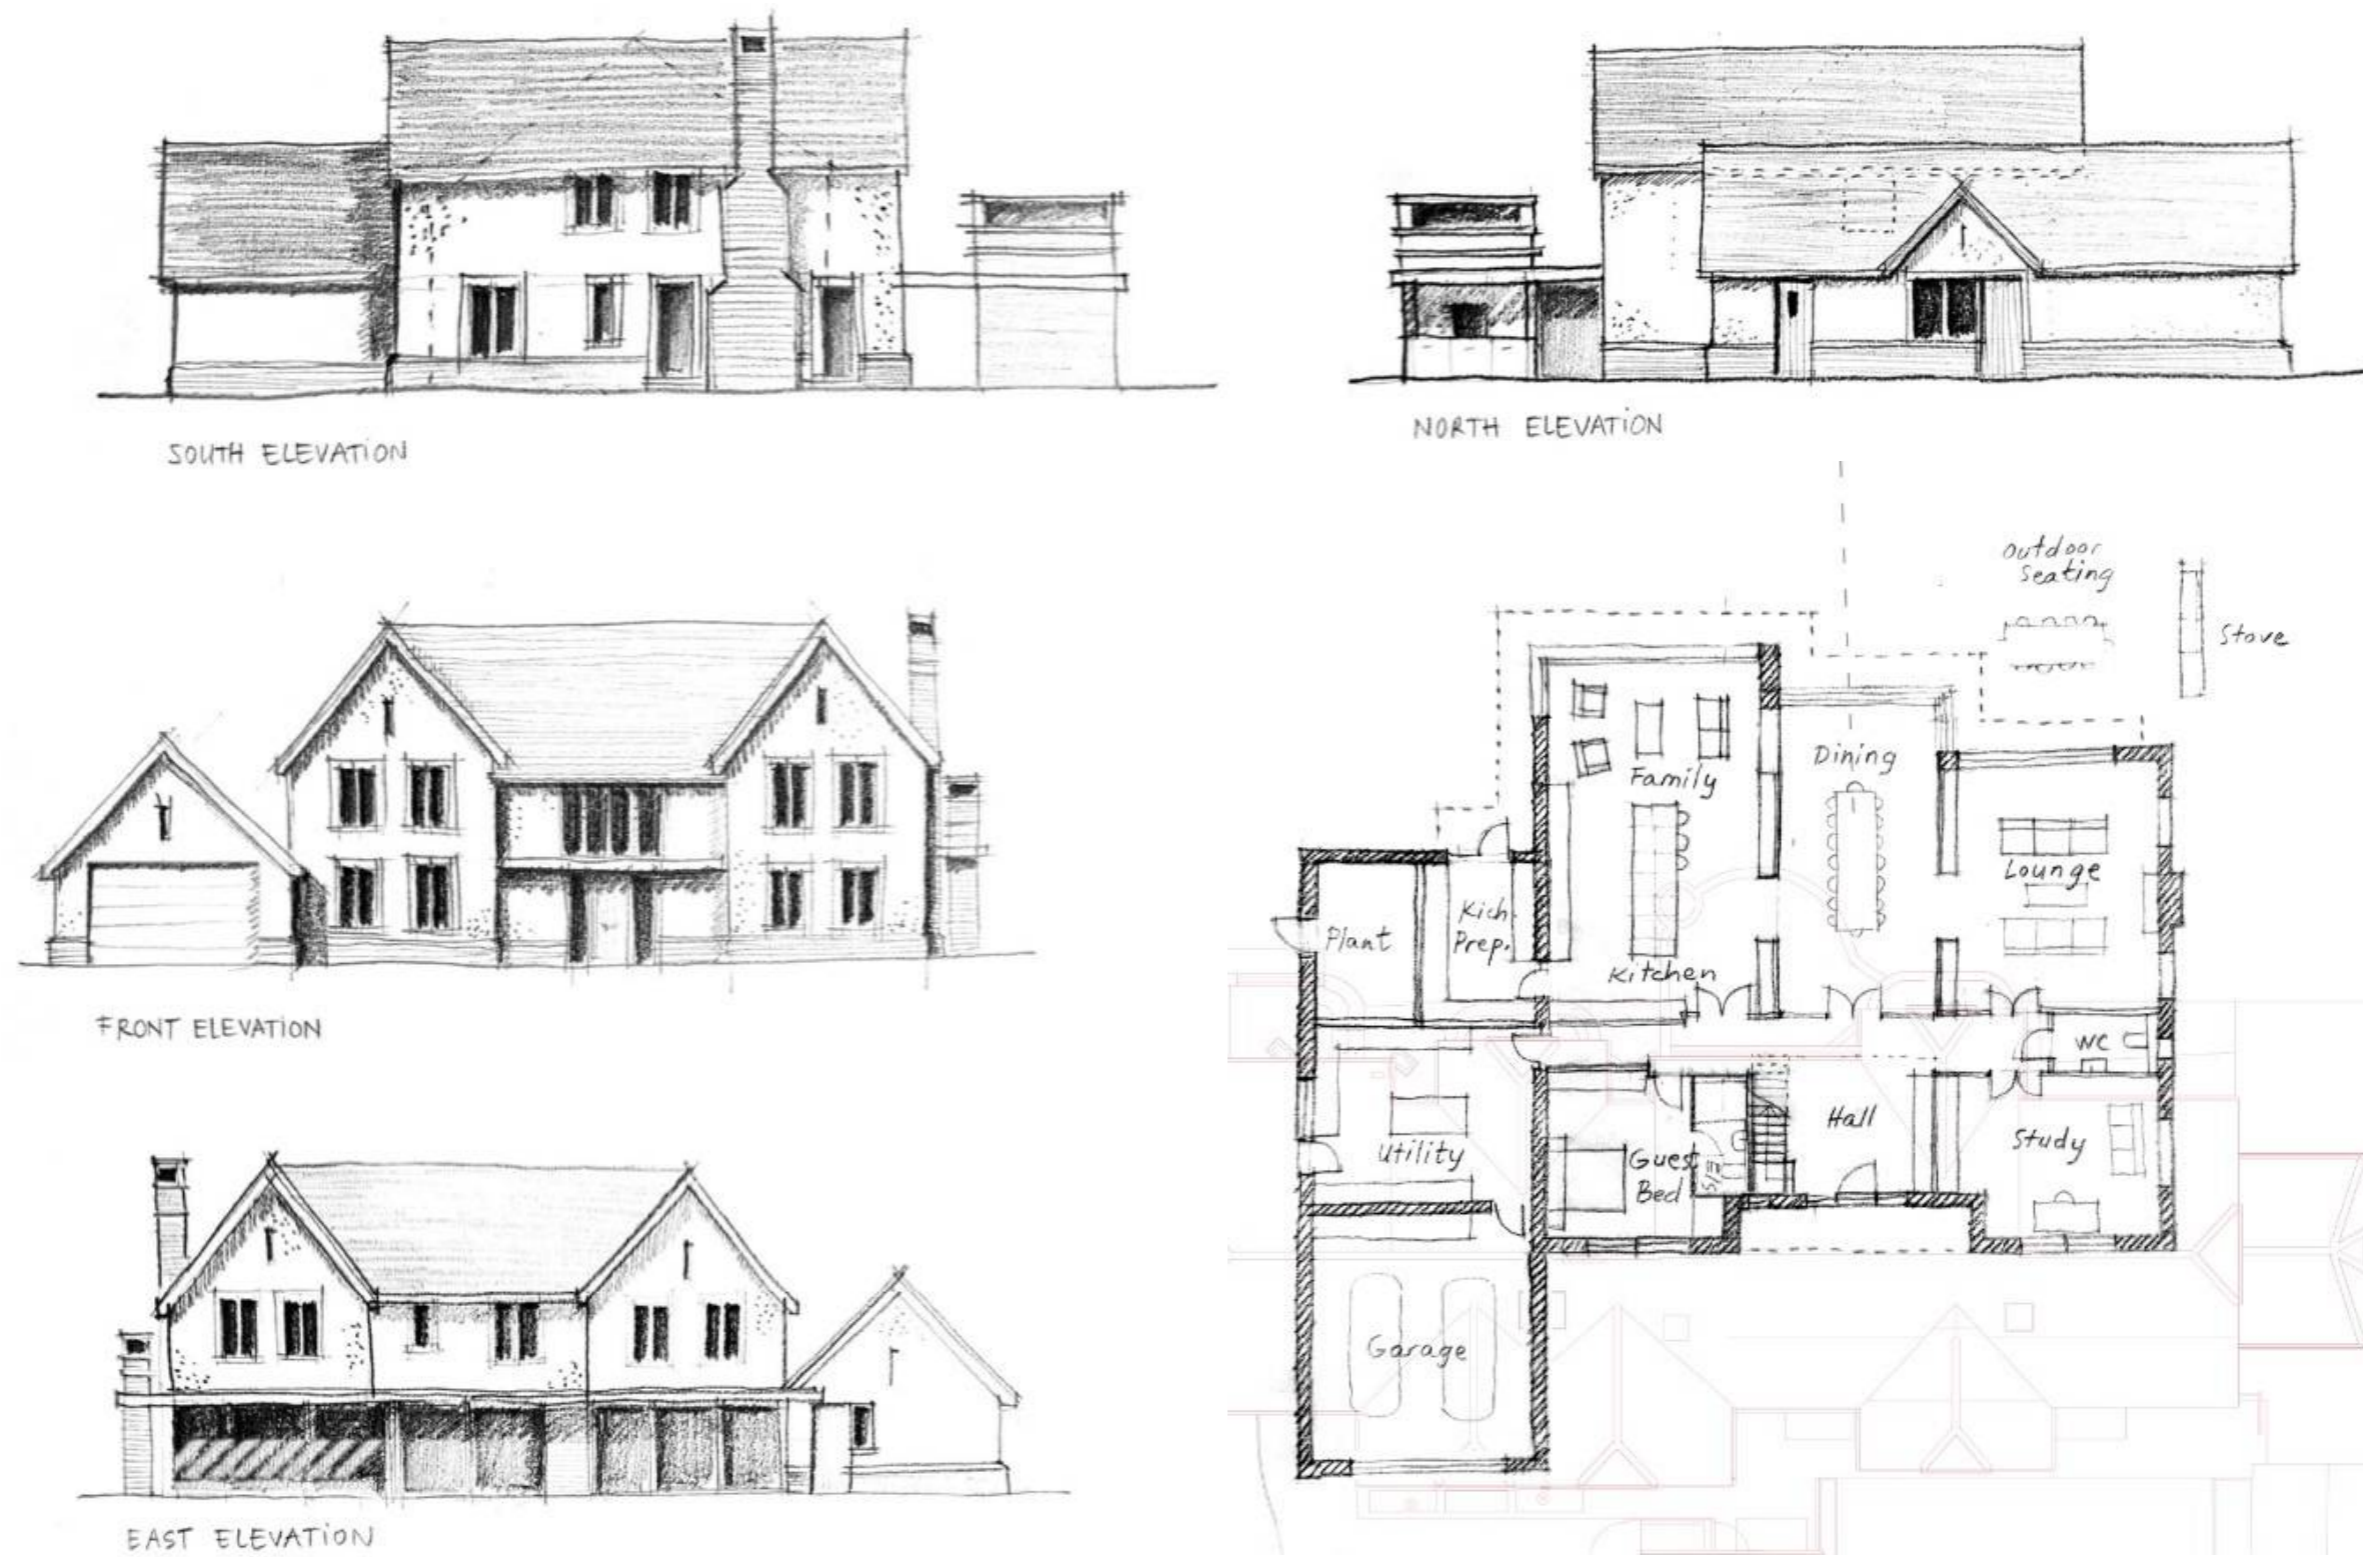 SOUTH ELEVATION
NORTH ELEVATION
FRONT ELEVATION
EAST ELEVATION
Outdoor
Seating
Stove
Dining
Family
Lounge
Kich.
Prep.
Plant
Kitchen
WC
Hall
Study
Utility
Guest
Bed
E/S
Garage